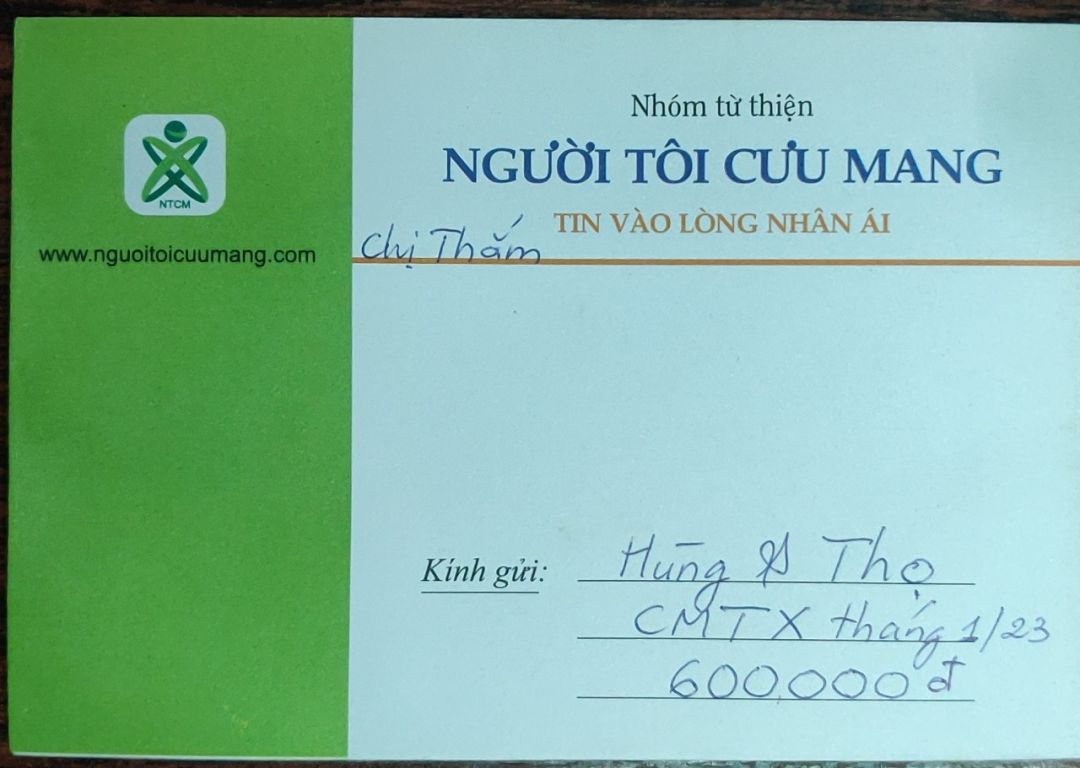 Nhóm từ thiện
NGƯỜI TÔI CƯU MANG
TIN VÀO LÒNG NHÂN ÁI
NTCM
www.nguoitoicuumang.com
Chị Thắm
Kính gửi: Hùng & Thọ
CMTX tháng 1/23
600.000 đ